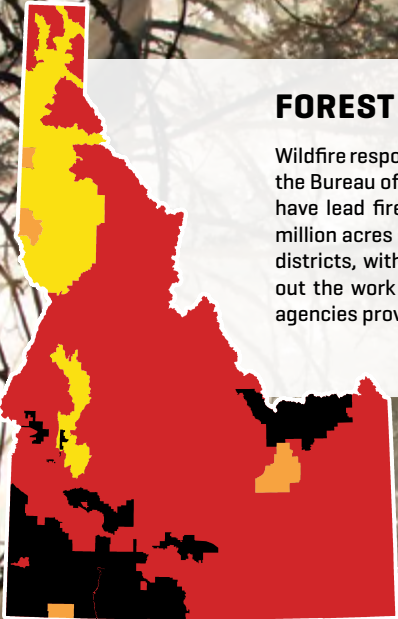 FOREST
Wildfire respo
the Bureau of
have lead fire
million acres
districts, with
out the work
agencies prov